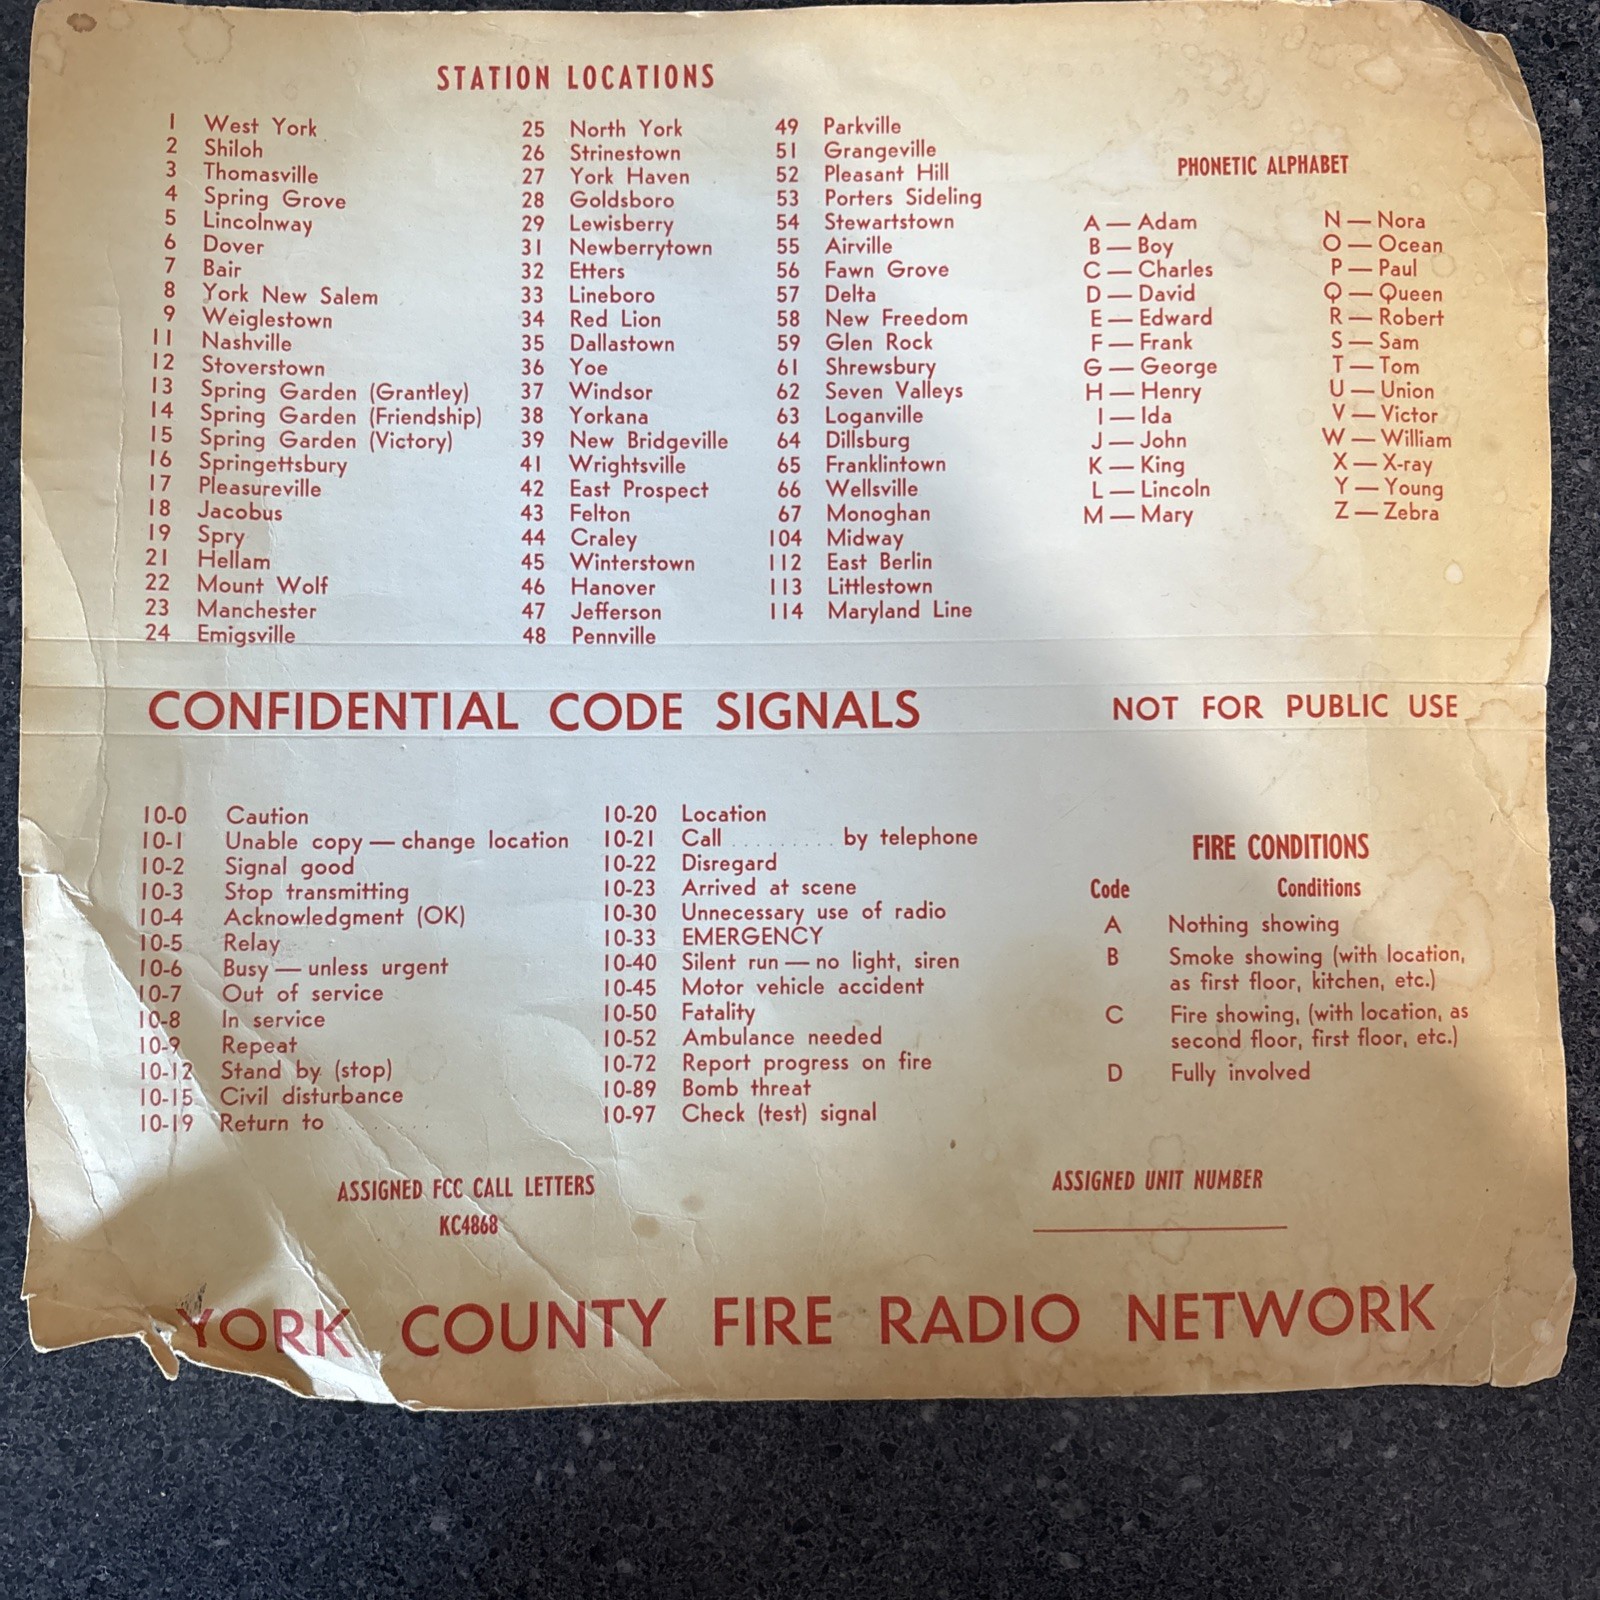 STATION LOCATIONS
1 West York
2 Shiloh
3 Thomasville
4 Spring Grove
5 Lincolnway
6 Dover
7 Bair
8 York New Salem
9 Weiglestown
11 Nashville
12 Stoverstown
13 Spring Garden (Grantley)
14 Spring Garden (Friendship)
15 Spring Garden (Victory)
16 Springettsbury
17 Pleasureville
18 Jacobus
19 Spry
21 Hellam
22 Mount Wolf
23 Manchester
24 Emigsville
25 North York
26 Strinestown
27 York Haven
28 Goldsboro
29 Lewisberry
31 Newberrytown
32 Etters
33 Lineboro
34 Red Lion
35 Dallastown
36 Yoe
37 Windsor
38 Yorkana
39 New Bridgeville
41 Wrightsville
42 East Prospect
43 Felton
44 Craley
45 Winterstown
46 Hanover
47 Jefferson
48 Pennville
49 Parkville
51 Grangeville
52 Pleasant Hill
53 Porters Sideling
54 Stewartstown
55 Airville
56 Fawn Grove
57 Delta
58 New Freedom
59 Glen Rock
61 Shrewsbury
62 Seven Valleys
63 Loganville
64 Dillsburg
65 Franklintown
66 Wellsville
67 Monoghan
104 Midway
112 East Berlin
113 Littlestown
114 Maryland Line
PHONETIC ALPHABET
A — Adam
B — Boy
C — Charles
D — David
E — Edward
F — Frank
G — George
H — Henry
I — Ida
J — John
K — King
L — Lincoln
M — Mary
N — Nora
O — Ocean
P — Paul
Q — Queen
R — Robert
S — Sam
T — Tom
U — Union
V — Victor
W — William
X — X-ray
Y — Young
Z — Zebra
CONFIDENTIAL CODE SIGNALS NOT FOR PUBLIC USE
10-0 Caution
10-1 Unable copy — change location
10-2 Signal good
10-3 Stop transmitting
10-4 Acknowledgment (OK)
10-5 Relay
10-6 Busy — unless urgent
10-7 Out of service
10-8 In service
10-9 Repeat
10-12 Stand by (stop)
10-15 Civil disturbance
10-19 Return to ..........
10-20 Location
10-21 Call .......... by telephone
10-22 Disregard
10-23 Arrived at scene
10-30 Unnecessary use of radio
10-33 EMERGENCY
10-40 Silent run — no light, siren
10-45 Motor vehicle accident
10-50 Fatality
10-52 Ambulance needed
10-72 Report progress on fire
10-89 Bomb threat
10-97 Check (test) signal
FIRE CONDITIONS
Code Conditions
A Nothing showing
B Smoke showing (with location,
as first floor, kitchen, etc.)
C Fire showing, (with location, as
second floor, first floor, etc.)
D Fully involved
ASSIGNED FCC CALL LETTERS
KC4868
ASSIGNED UNIT NUMBER
YORK COUNTY FIRE RADIO NETWORK